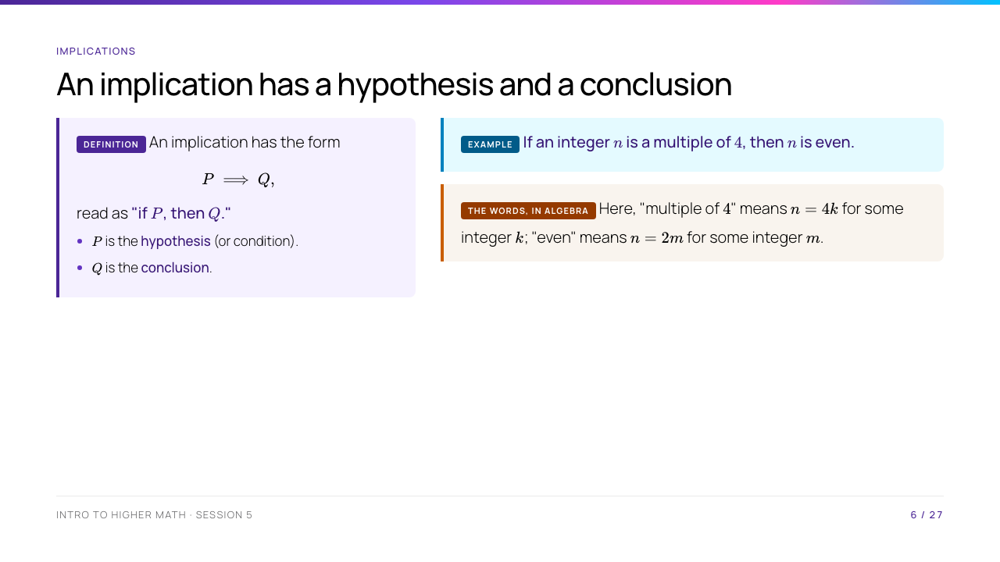 IMPLICATIONS
An implication has a hypothesis and a conclusion
DEFINITION An implication has the form
P ⟹ Q,
read as "if P, then Q."
• P is the hypothesis (or condition).
• Q is the conclusion.
EXAMPLE If an integer n is a multiple of 4, then n is even.
THE WORDS, IN ALGEBRA Here, "multiple of 4" means n = 4k for some
integer k; "even" means n = 2m for some integer m.
INTRO TO HIGHER MATH · SESSION 5
6 / 27